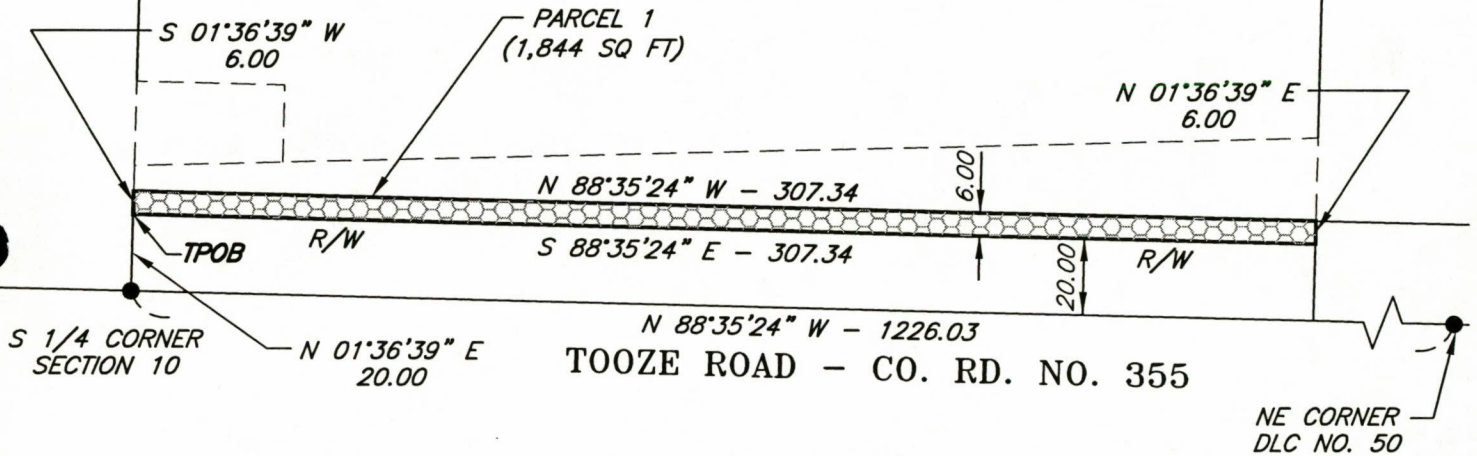 S 01°36'39" W
6.00
PARCEL 1
(1,844 SQ FT)
N 01°36'39" E
6.00
N 88°35'24" W - 307.34
6.00
TPOB
R/W
S 88°35'24" E - 307.34
R/W
20.00
S 1/4 CORNER
SECTION 10
N 01°36'39" E
20.00
N 88°35'24" W - 1226.03
TOOZE ROAD - CO. RD. NO. 355
NE CORNER
DLC NO. 50